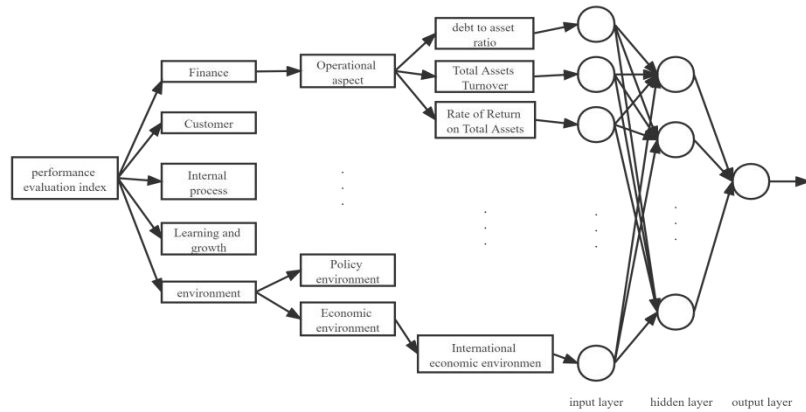 performance
evaluation index
Finance
Customer
Internal
process
Learning and
growth
environment
Operational
aspect
Policy
environment
Economic
environment
debt to asset
ratio
Total Assets
Turnover
Rate of Return
on Total Assets
International
economic environmen
input layer
hidden layer
output layer